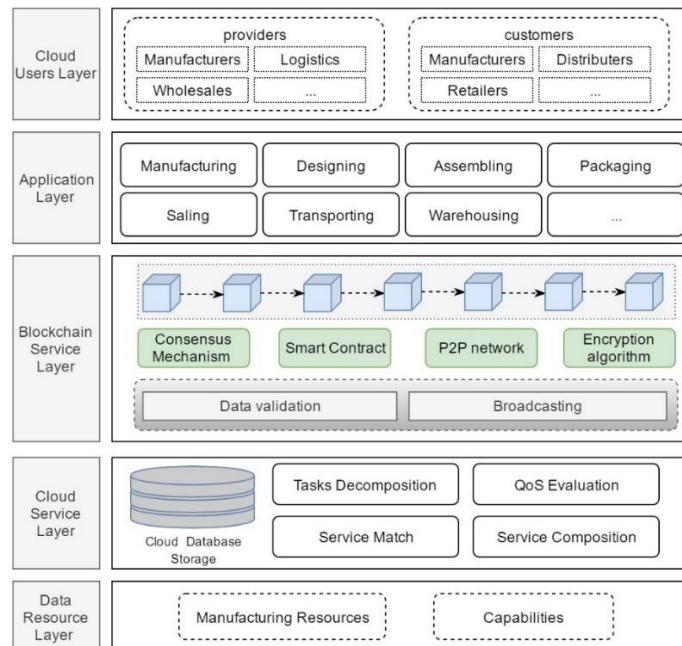 Cloud
Users Layer
providers
Manufacturers
Logistics
Wholesales
...
customers
Manufacturers
Distributers
Retailers
...
Application
Layer
Manufacturing
Designing
Assembling
Packaging
Saling
Transporting
Warehousing
...
Blockchain
Service
Layer
Consensus
Mechanism
Smart Contract
P2P network
Encryption
algorithm
Data validation
Broadcasting
Cloud
Service
Layer
Cloud Database
Storage
Tasks Decomposition
QoS Evaluation
Service Match
Service Composition
Data
Resource
Layer
Manufacturing Resources
Capabilities